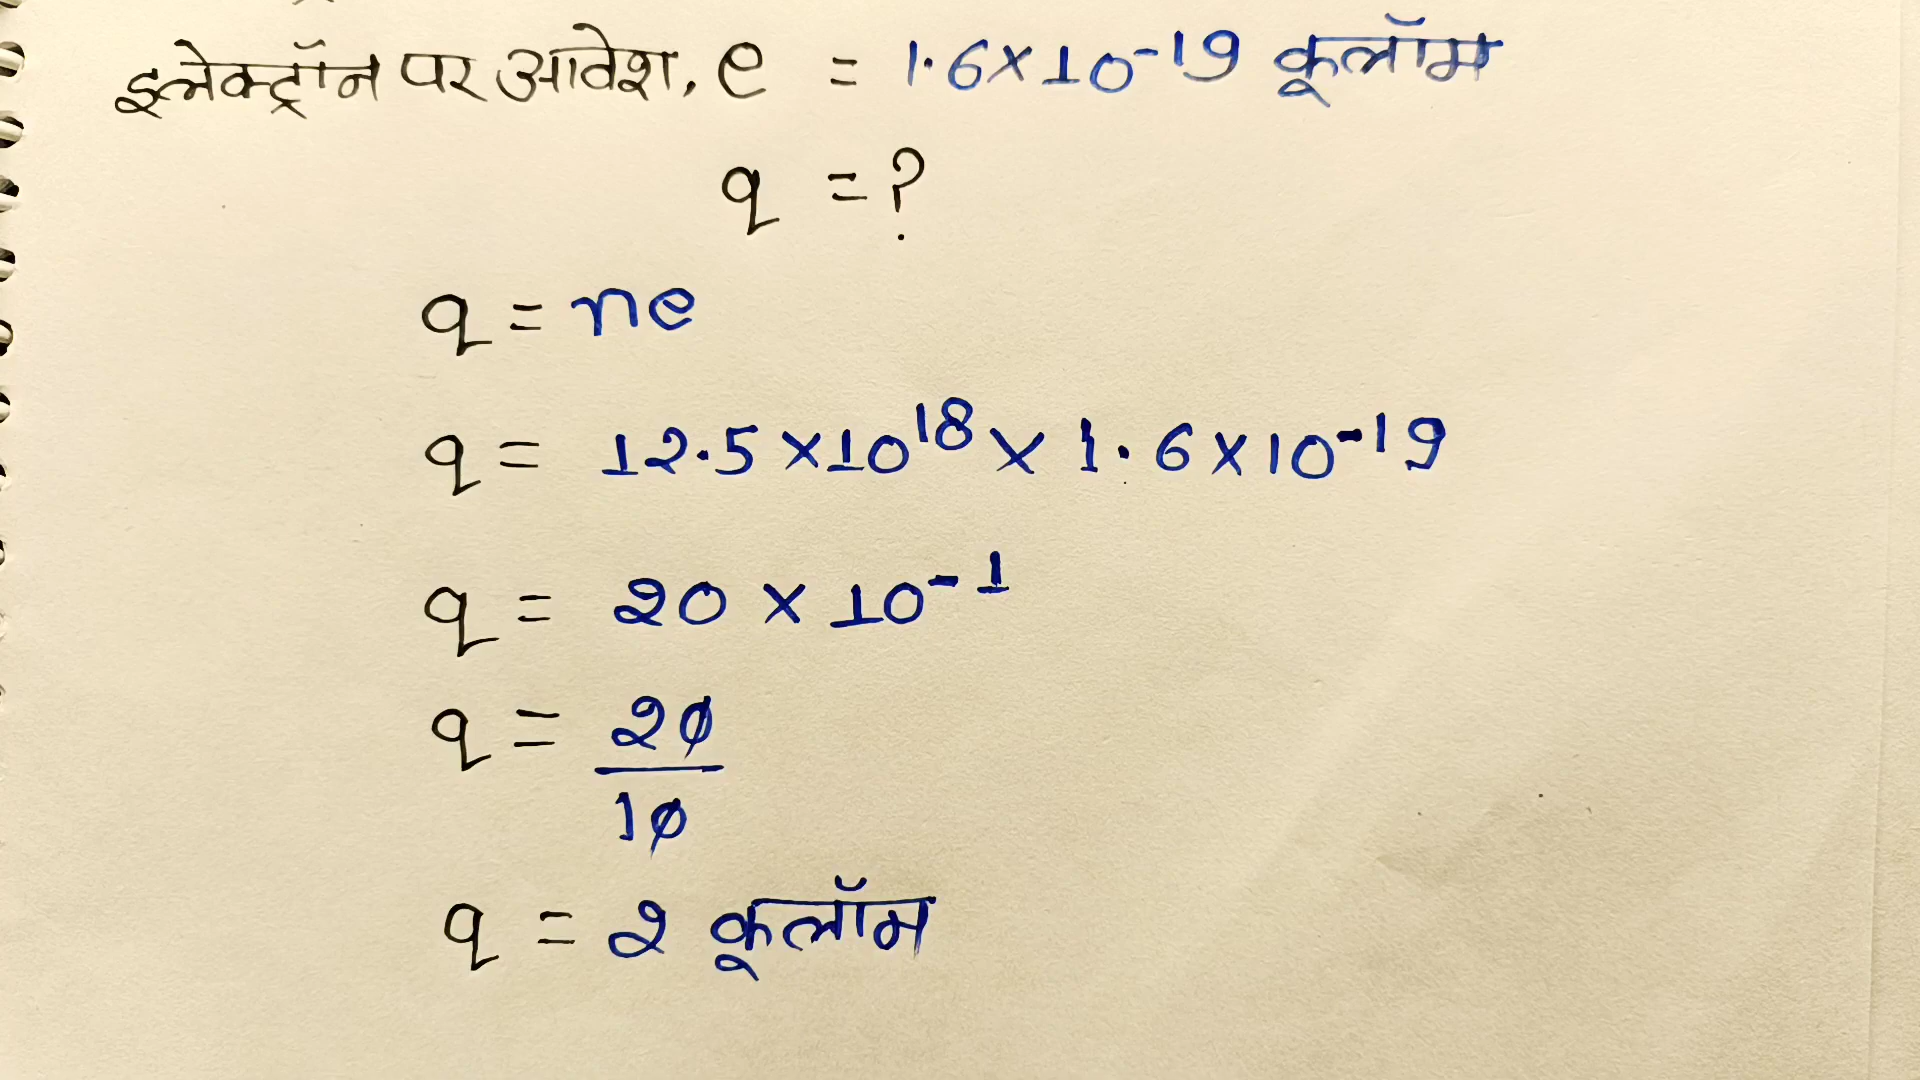 इलेक्ट्रॉन पर आवेश, e = 1.6×10⁻¹⁹ कूलॉम
q = ?
q = ne
q = 12.5×10¹⁸ × 1.6×10⁻¹⁹
q = 20 × 10⁻¹
q = 20/10
q = 2 कूलॉम